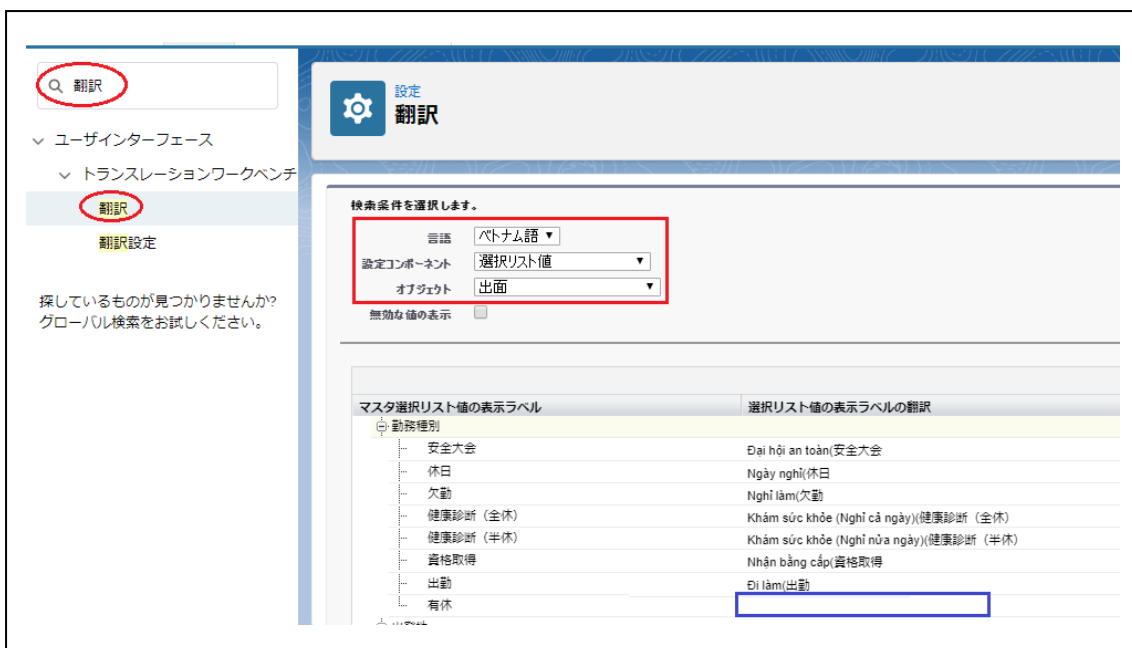 翻訳
ユーザインターフェース
トランスレーションワークベンチ
翻訳
翻訳設定
探しているものが見つかりませんか?
グローバル検索をお試しください。
設定
翻訳
検索条件を選択します。
言語 ベトナム語
設定コンポーネント 選択リスト値
オブジェクト 出面
無効な値の表示
マスタ選択リスト値の表示ラベル 選択リスト値の表示ラベルの翻訳
勤務種別
安全大会 Đại hội an toàn(安全大会
休日 Ngày nghỉ(休日
欠勤 Nghỉ làm(欠勤
健康診断（全休） Khám sức khỏe (Nghỉ cả ngày)(健康診断（全休）
健康診断（半休） Khám sức khỏe (Nghỉ nửa ngày)(健康診断（半休）
資格取得 Nhận bằng cấp(資格取得
出勤 Đi làm(出勤
有休